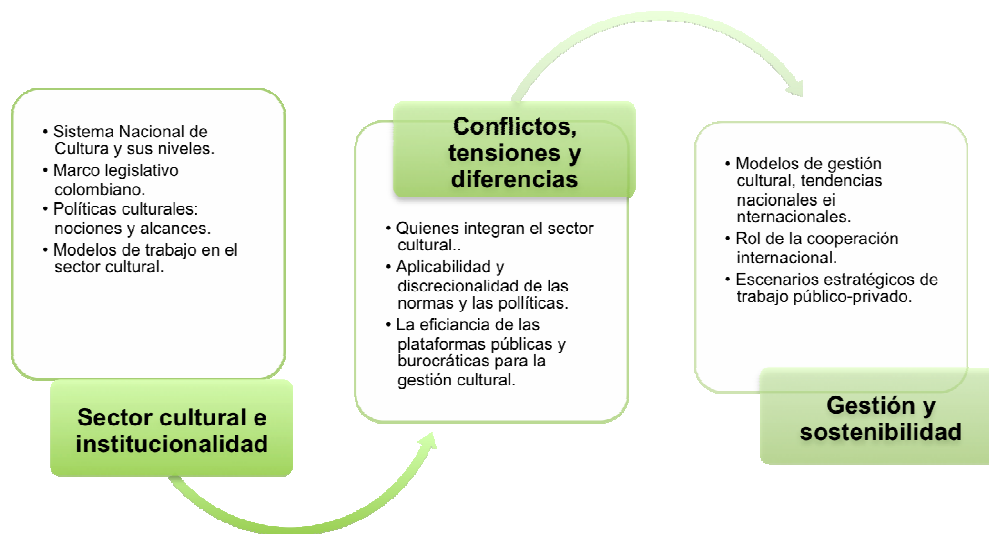 • Sistema Nacional de
Cultura y sus niveles.
• Marco legislativo
colombiano.
• Políticas culturales:
nociones y alcances.
• Modelos de trabajo en el
sector cultural.
Sector cultural e
institucionalidad
Conflictos,
tensiones y
diferencias
• Quienes integran el sector
cultural..
• Aplicabilidad y
discrecionalidad de las
normas y las pollíticas.
• La eficiancia de las
plataformas públicas y
burocráticas para la
gestión cultural.
• Modelos de gestión
cultural, tendencias
nacionales ei
nternacionales.
• Rol de la cooperación
internacional.
• Escenarios estratégicos de
trabajo público-privado.
Gestión y
sostenibilidad